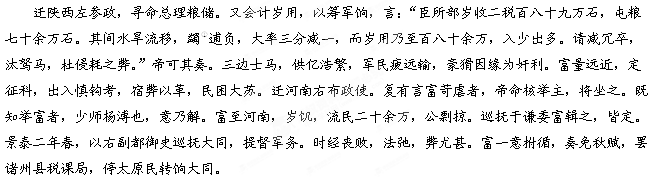 迁陕西左参政，寻命总理粮储。又会计岁用，以筹军饷，言：“臣所部岁收二税百八十九万石，屯粮
七十余万石。其间水旱流移，蠲逋负，大率三分减一，而岁用乃至百八十余万，入少出多。请减冗卒，
汰驽马，杜侵耗之弊。”帝可其奏。三边士马，供亿浩繁，军民疲远输，豪猾因缘为奸利。富量远近，定
征科，出入慎钩考，宿弊以革，民困大苏。迁河南右布政使。复有言富苛虐者，帝命核举主，将坐之。既
知举富者，少师杨溥也，意乃解。富至河南，岁饥，流民二十余万，公剽掠。巡抚于谦委富辑之，皆定。
景泰二年春，以右副都御史巡抚大同，提督军务。时经丧败，法弛，弊尤甚。富一意拊循，奏免秋赋，罢
诸州县税课局，停太原民转饷大同。